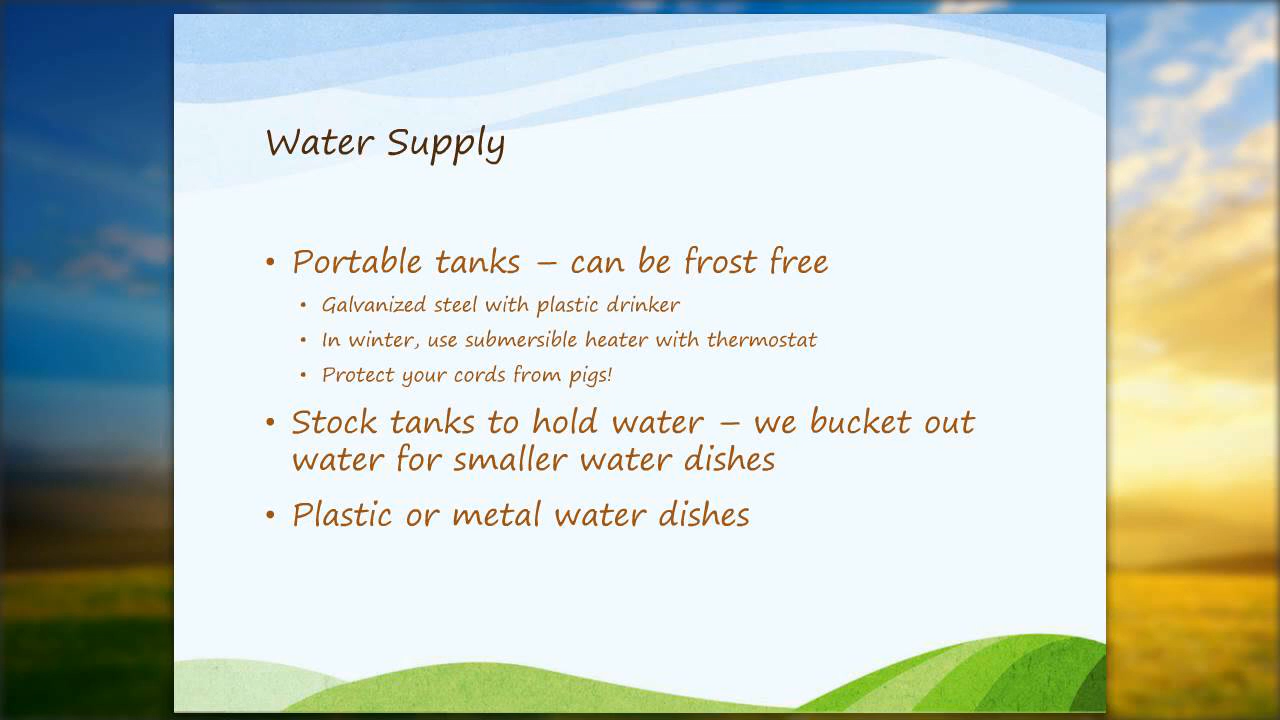 Water Supply
• Portable tanks – can be frost free
• Galvanized steel with plastic drinker
• In winter, use submersible heater with thermostat
• Protect your cords from pigs!
• Stock tanks to hold water – we bucket out
water for smaller water dishes
• Plastic or metal water dishes